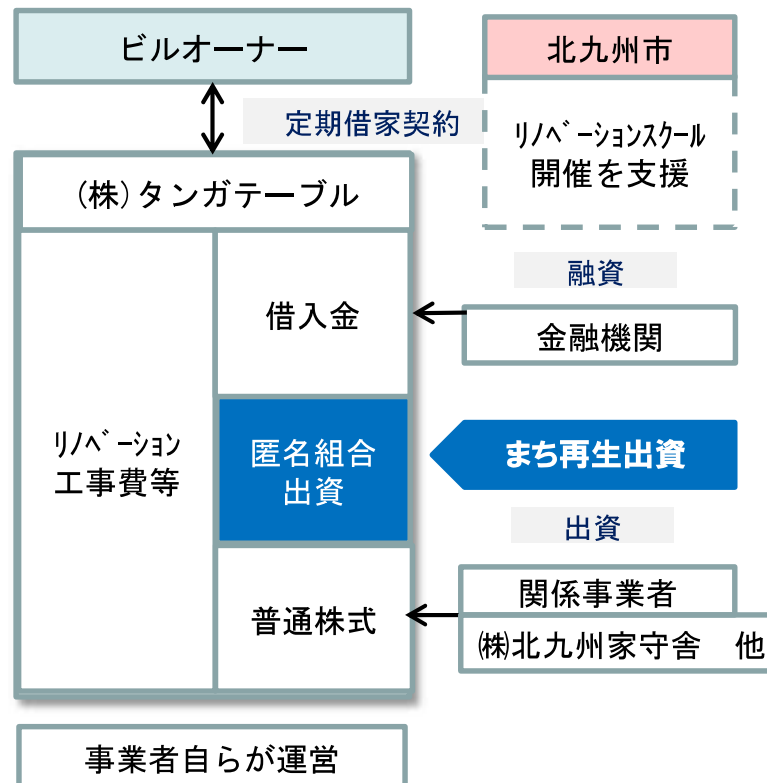 ビルオーナー
北九州市
定期借家契約
ﾘﾉﾍﾞｰｼｮﾝｽｸｰﾙ
開催を支援
(株)タンガテーブル
融資
借入金
金融機関
ﾘﾉﾍﾞｰｼｮﾝ
工事費等
匿名組合
出資
まち再生出資
出資
普通株式
関係事業者
㈱北九州家守舎　他
事業者自らが運営